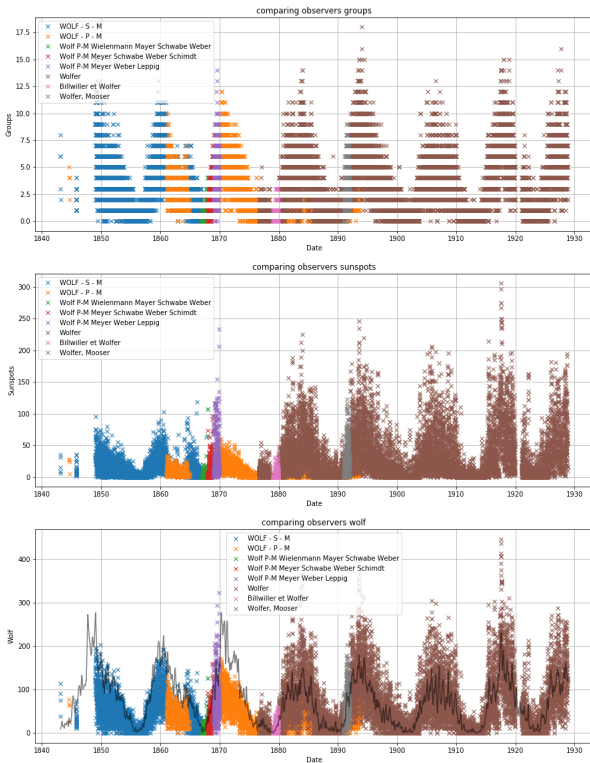 comparing observers groups
17.5
15.0
12.5
10.0
7.5
5.0
2.5
0.0
Groups
WOLF - S - M
WOLF - P - M
Wolf P-M Wielenmann Mayer Schwabe Weber
Wolf P-M Meyer Schwabe Weber Schimdt
Wolf P-M Meyer Weber Leppig
Wolfer
Billwiller et Wolfer
Wolfer, Mooser
1840 1850 1860 1870 1880 1890 1900 1910 1920 1930
Date
comparing observers sunspots
300
250
200
150
100
50
0
Sunspots
WOLF - S - M
WOLF - P - M
Wolf P-M Wielenmann Mayer Schwabe Weber
Wolf P-M Meyer Schwabe Weber Schimdt
Wolf P-M Meyer Weber Leppig
Wolfer
Billwiller et Wolfer
Wolfer, Mooser
1840 1850 1860 1870 1880 1890 1900 1910 1920 1930
Date
comparing observers wolf
400
300
200
100
0
Wolf
WOLF - S - M
WOLF - P - M
Wolf P-M Wielenmann Mayer Schwabe Weber
Wolf P-M Meyer Schwabe Weber Schimdt
Wolf P-M Meyer Weber Leppig
Wolfer
Billwiller et Wolfer
Wolfer, Mooser
1840 1850 1860 1870 1880 1890 1900 1910 1920 1930
Date